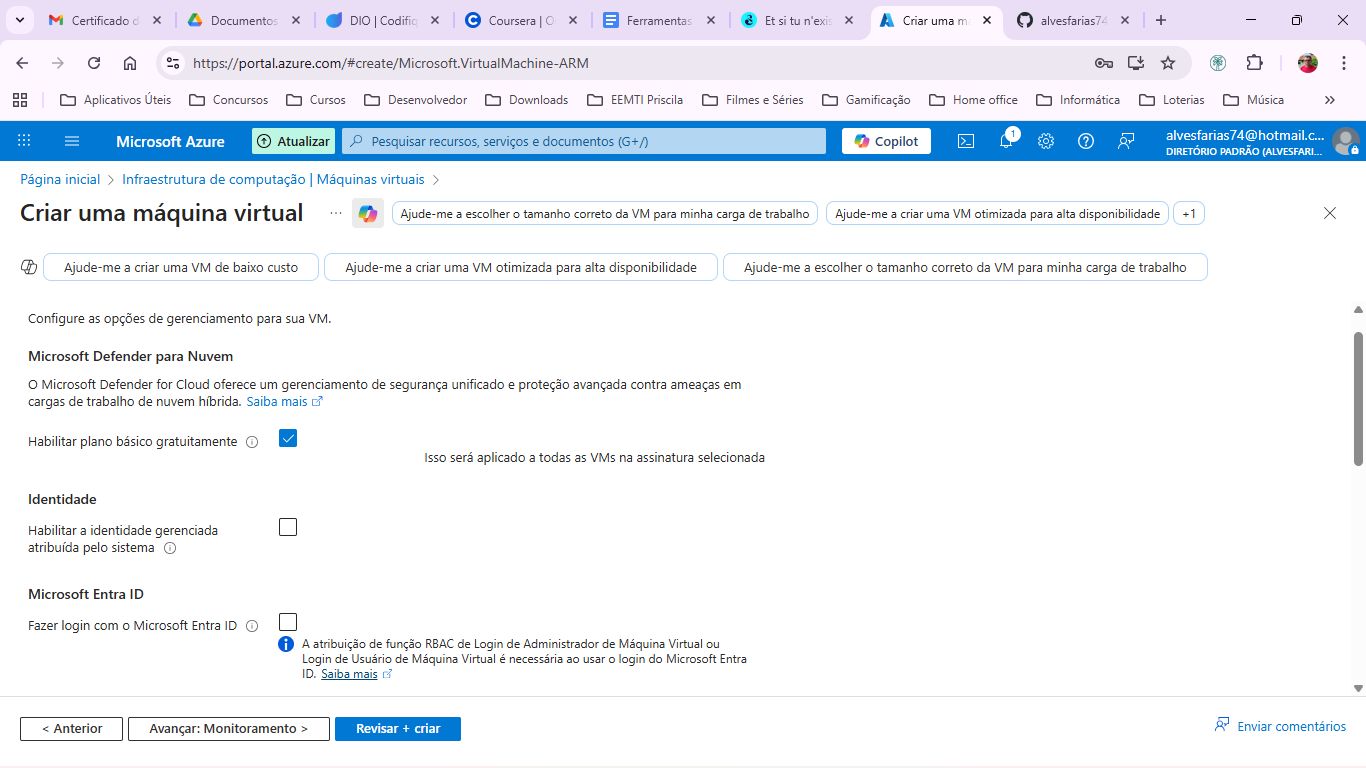 Certificado d
Documentos
DIO | Codifiq
Coursera | O
Ferramentas
Et si tu n'exis
Criar uma m
alvesfarias74
https://portal.azure.com/#create/Microsoft.VirtualMachine-ARM
Aplicativos Úteis
Concursos
Cursos
Desenvolvedor
Downloads
EEMTI Priscila
Filmes e Séries
Gamificação
Home office
Informática
Loterias
Música
Microsoft Azure
Atualizar
Pesquisar recursos, serviços e documentos (G+/)
Copilot
1
alvesfarias74@hotmail.c...
DIRETÓRIO PADRÃO (ALVESFARI...
Página inicial > Infraestrutura de computação | Máquinas virtuais >
Criar uma máquina virtual ...
Ajude-me a escolher o tamanho correto da VM para minha carga de trabalho
Ajude-me a criar uma VM otimizada para alta disponibilidade
+1
Ajude-me a criar uma VM de baixo custo
Ajude-me a criar uma VM otimizada para alta disponibilidade
Ajude-me a escolher o tamanho correto da VM para minha carga de trabalho
Configure as opções de gerenciamento para sua VM.
Microsoft Defender para Nuvem
O Microsoft Defender for Cloud oferece um gerenciamento de segurança unificado e proteção avançada contra ameaças em
cargas de trabalho de nuvem híbrida. Saiba mais
Habilitar plano básico gratuitamente
Isso será aplicado a todas as VMs na assinatura selecionada
Identidade
Habilitar a identidade gerenciada
atribuída pelo sistema
Microsoft Entra ID
Fazer login com o Microsoft Entra ID
A atribuição de função RBAC de Login de Administrador de Máquina Virtual ou
Login de Usuário de Máquina Virtual é necessária ao usar o login do Microsoft Entra
ID. Saiba mais
< Anterior
Avançar: Monitoramento >
Revisar + criar
Enviar comentários